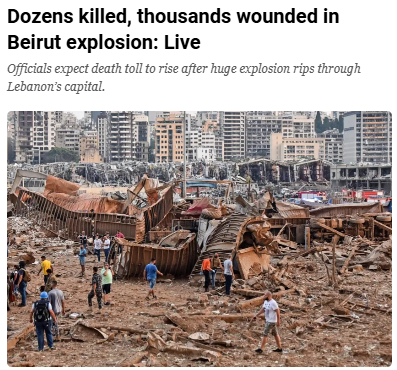 Dozens killed, thousands wounded in
Beirut explosion: Live
Officials expect death toll to rise after huge explosion rips through
Lebanon's capital.